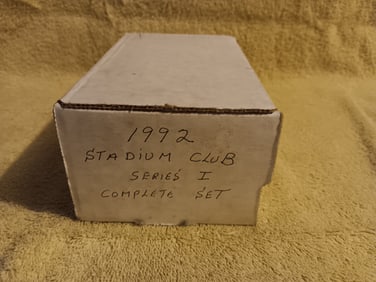 1992
STADIUM CLUB
SERIES I
COMPLETE SET